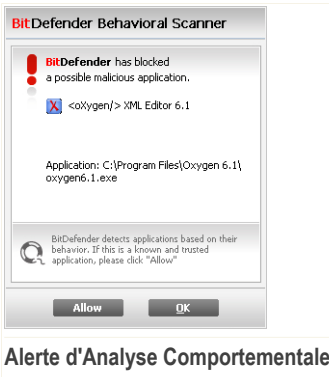 BitDefender Behavioral Scanner
BitDefender has blocked
a possible malicious application.
<oXygen/> XML Editor 6.1
Application: C:\Program Files\Oxygen 6.1\
oxygen6.1.exe
BitDefender detects applications based on their
behavior. If this is a known and trusted
application, please click "Allow"
Allow OK
Alerte d'Analyse Comportementale